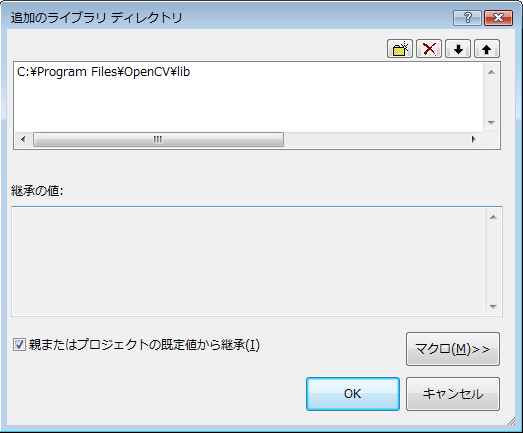 追加のライブラリ ディレクトリ
C:¥Program Files¥OpenCV¥lib
継承の値:
親またはプロジェクトの既定値から継承(I)
マクロ(M)>>
OK
キャンセル